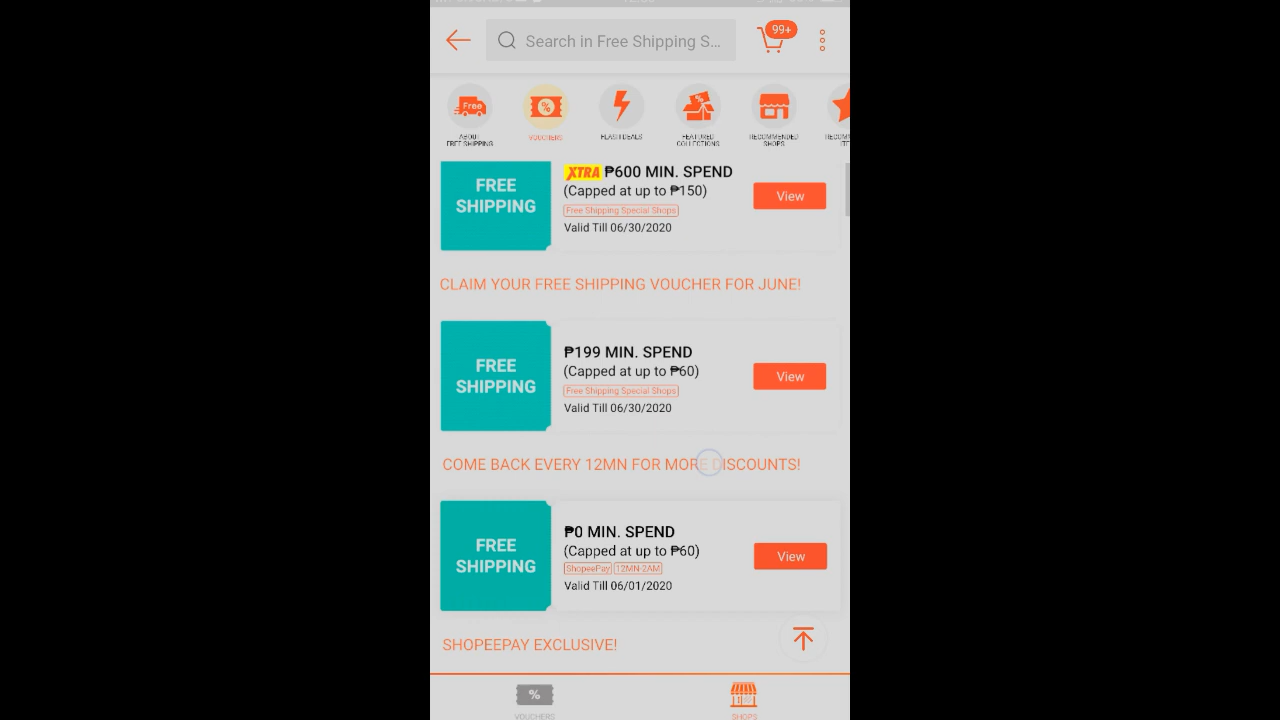 Search in Free Shipping S...
99+
Free
ABOUT
FREE SHIPPING
VOUCHERS
FLASH DEALS
FEATURED
COLLECTIONS
RECOMMENDED
SHOPS
FREE
SHIPPING
XTRA ₱600 MIN. SPEND
(Capped at up to ₱150)
Free Shipping Special Shops
Valid Till 06/30/2020
View
CLAIM YOUR FREE SHIPPING VOUCHER FOR JUNE!
FREE
SHIPPING
₱199 MIN. SPEND
(Capped at up to ₱60)
Free Shipping Special Shops
Valid Till 06/30/2020
View
COME BACK EVERY 12MN FOR MORE DISCOUNTS!
FREE
SHIPPING
₱0 MIN. SPEND
(Capped at up to ₱60)
ShopeePay 12MN-2AM
Valid Till 06/01/2020
View
SHOPEEPAY EXCLUSIVE!
%
VOUCHERS
SHOPS